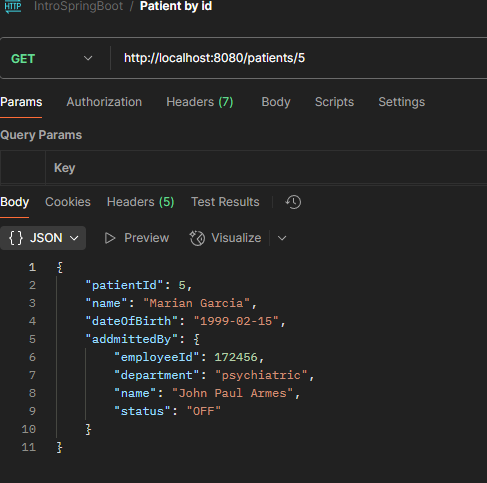 HTTP IntroSpringBoot / Patient by id
GET http://localhost:8080/patients/5
Params Authorization Headers (7) Body Scripts Settings
Query Params
Key
Body Cookies Headers (5) Test Results
{} JSON Preview Visualize
1 {
2 "patientId": 5,
3 "name": "Marian Garcia",
4 "dateOfBirth": "1999-02-15",
5 "addmittedBy": {
6 "employeeId": 172456,
7 "department": "psychiatric",
8 "name": "John Paul Armes",
9 "status": "OFF"
10 }
11 }